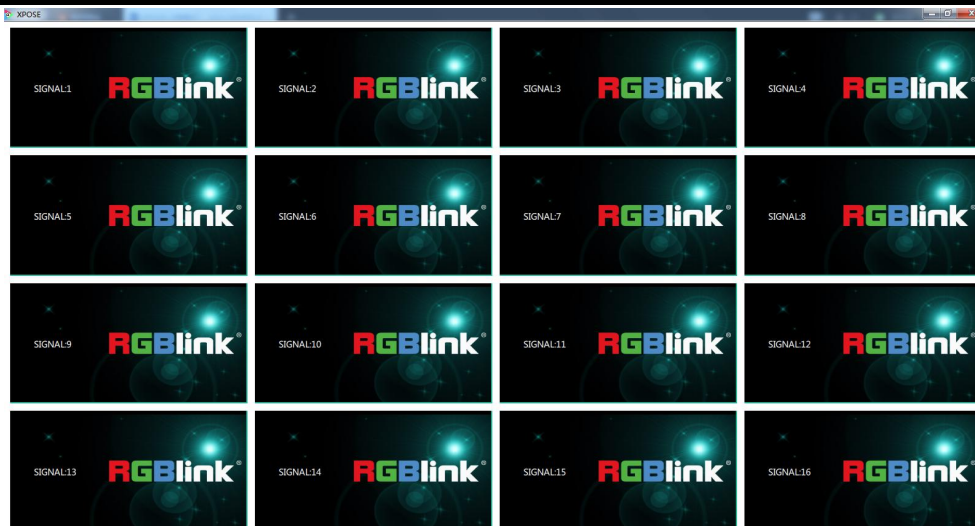 XPOSE
SIGNAL:1 RGBlink®
SIGNAL:2 RGBlink®
SIGNAL:3 RGBlink®
SIGNAL:4 RGBlink®
SIGNAL:5 RGBlink®
SIGNAL:6 RGBlink®
SIGNAL:7 RGBlink®
SIGNAL:8 RGBlink®
SIGNAL:9 RGBlink®
SIGNAL:10 RGBlink®
SIGNAL:11 RGBlink®
SIGNAL:12 RGBlink®
SIGNAL:13 RGBlink®
SIGNAL:14 RGBlink®
SIGNAL:15 RGBlink®
SIGNAL:16 RGBlink®